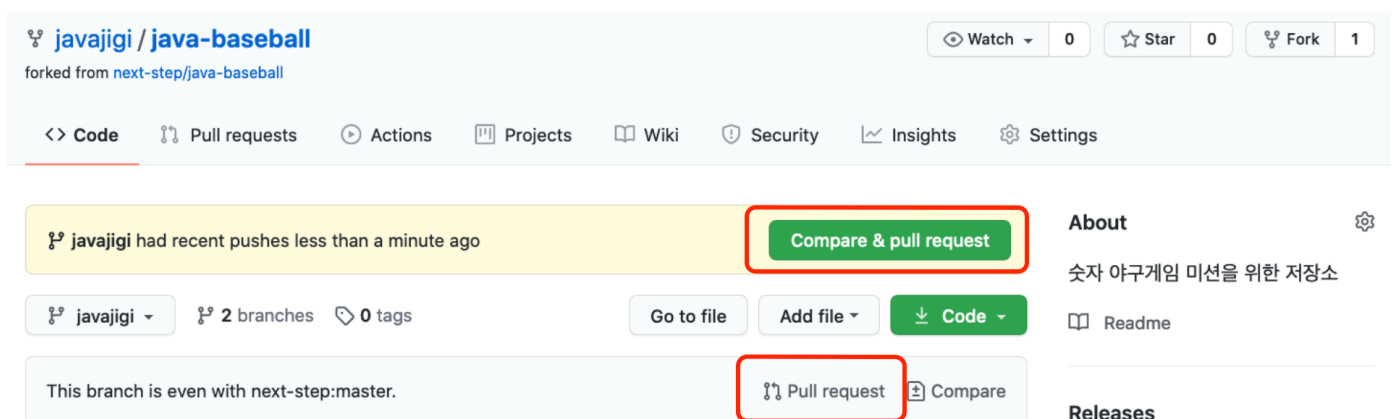 javajigi / java-baseball
Watch 0 Star 0 Fork 1
forked from next-step/java-baseball
Code Pull requests Actions Projects Wiki Security Insights Settings
javajigi had recent pushes less than a minute ago Compare & pull request
About
숫자 야구게임 미션을 위한 저장소
javajigi 2 branches 0 tags Go to file Add file Code
Readme
This branch is even with next-step:master. Pull request Compare
Releases